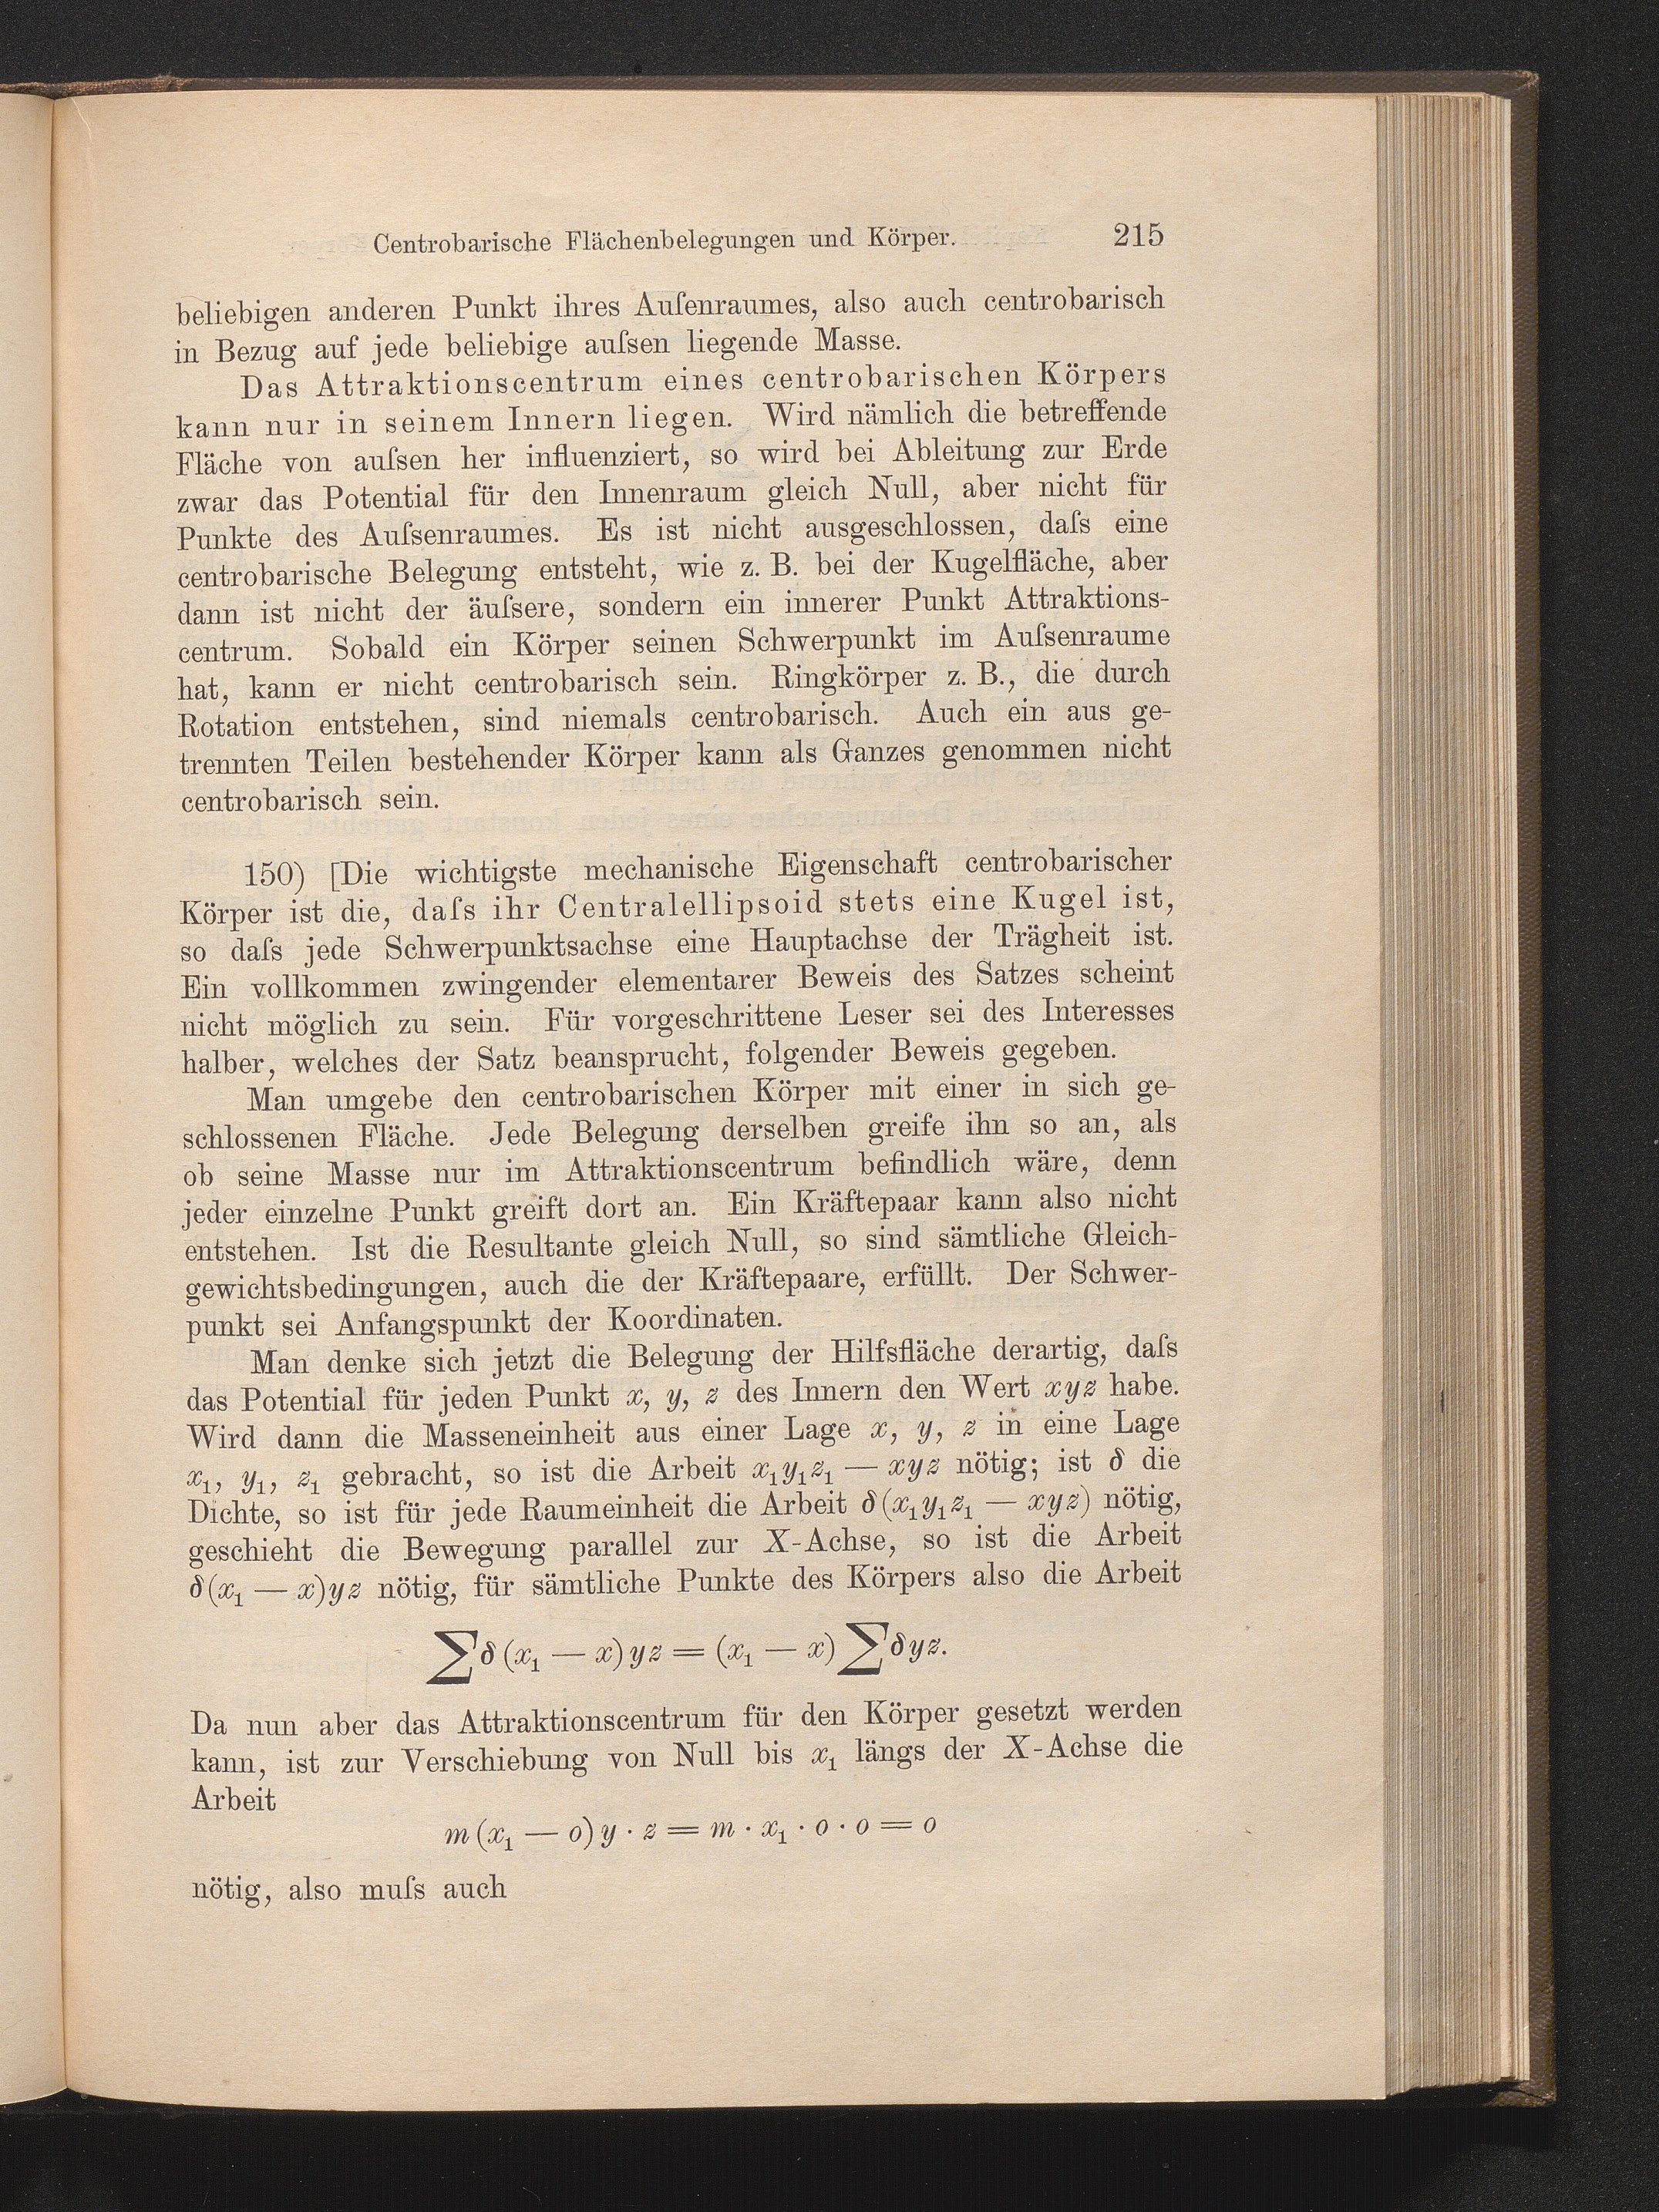 Centrobarische Flächenbelegungen und Körper. 215
beliebigen anderen Punkt ihres Auſenraumes, also auch centrobarisch
in Bezug auf jede beliebige auſsen liegende Masse.
Das Attraktionscentrum eines centrobarischen Körpers
kann nur in seinem Innern liegen. Wird nämlich die betreffende
Fläche von auſsen her influenziert, so wird bei Ableitung zur Erde
zwar das Potential für den Innenraum gleich Null, aber nicht für
Punkte des Auſsenraumes. Es ist nicht ausgeschlossen, daſs eine
centrobarische Belegung entsteht, wie z. B. bei der Kugelfläche, aber
dann ist nicht der äuſsere, sondern ein innerer Punkt Attraktions-
centrum. Sobald ein Körper seinen Schwerpunkt im Auſsenraume
hat, kann er nicht centrobarisch sein. Ringkörper z. B., die durch
Rotation entstehen, sind niemals centrobarisch. Auch ein aus ge-
trennten Teilen bestehender Körper kann als Ganzes genommen nicht
centrobarisch sein.
150) [Die wichtigste mechanische Eigenschaft centrobarischer
Körper ist die, daſs ihr Centralellipsoid stets eine Kugel ist,
so daſs jede Schwerpunktsachse eine Hauptachse der Trägheit ist.
Ein vollkommen zwingender elementarer Beweis des Satzes scheint
nicht möglich zu sein. Für vorgeschrittene Leser sei des Interesses
halber, welches der Satz beansprucht, folgender Beweis gegeben.
Man umgebe den centrobarischen Körper mit einer in sich ge-
schlossenen Fläche. Jede Belegung derselben greife ihn so an, als
ob seine Masse nur im Attraktionscentrum befindlich wäre, denn
jeder einzelne Punkt greift dort an. Ein Kräftepaar kann also nicht
entstehen. Ist die Resultante gleich Null, so sind sämtliche Gleich-
gewichtsbedingungen, auch die der Kräftepaare, erfüllt. Der Schwer-
punkt sei Anfangspunkt der Koordinaten.
Man denke sich jetzt die Belegung der Hilfsfläche derartig, daſs
das Potential für jeden Punkt x, y, z des Innern den Wert xyz habe.
Wird dann die Masseneinheit aus einer Lage x, y, z in eine Lage
x₁, y₁, z₁ gebracht, so ist die Arbeit x₁y₁z₁ — xyz nötig; ist δ die
Dichte, so ist für jede Raumeinheit die Arbeit δ(x₁y₁z₁ — xyz) nötig,
geschieht die Bewegung parallel zur X-Achse, so ist die Arbeit
δ(x₁ — x)yz nötig, für sämtliche Punkte des Körpers also die Arbeit
∑δ(x₁ — x)yz = (x₁ — x)∑δyz.
Da nun aber das Attraktionscentrum für den Körper gesetzt werden
kann, ist zur Verschiebung von Null bis x₁ längs der X-Achse die
Arbeit
m(x₁ — o)y · z = m · x₁ · o · o = o
nötig, also muſs auch